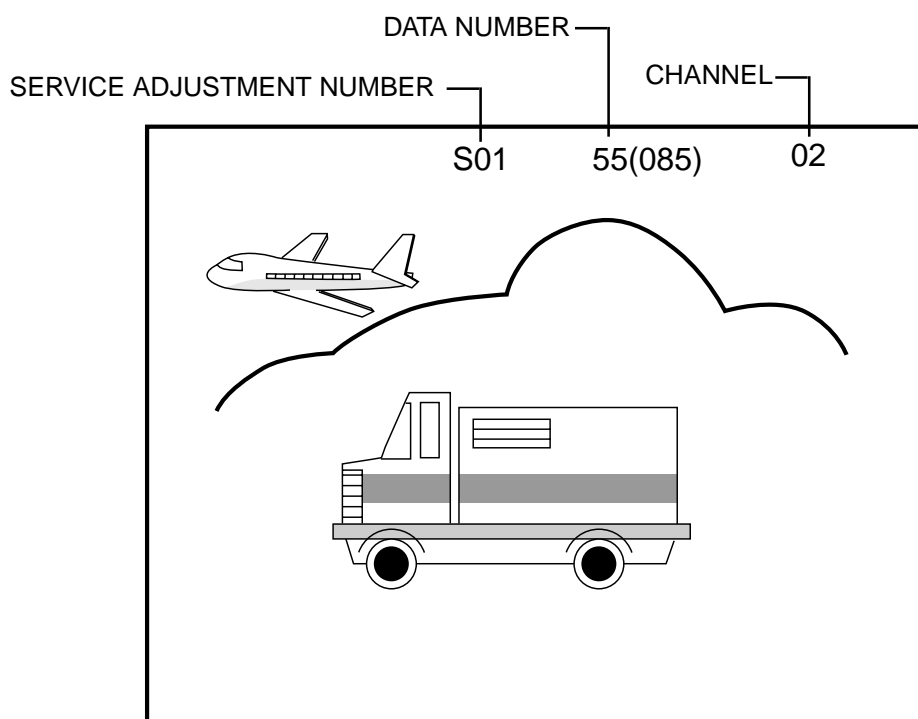 DATA NUMBER
SERVICE ADJUSTMENT NUMBER
CHANNEL
S01 55(085) 02